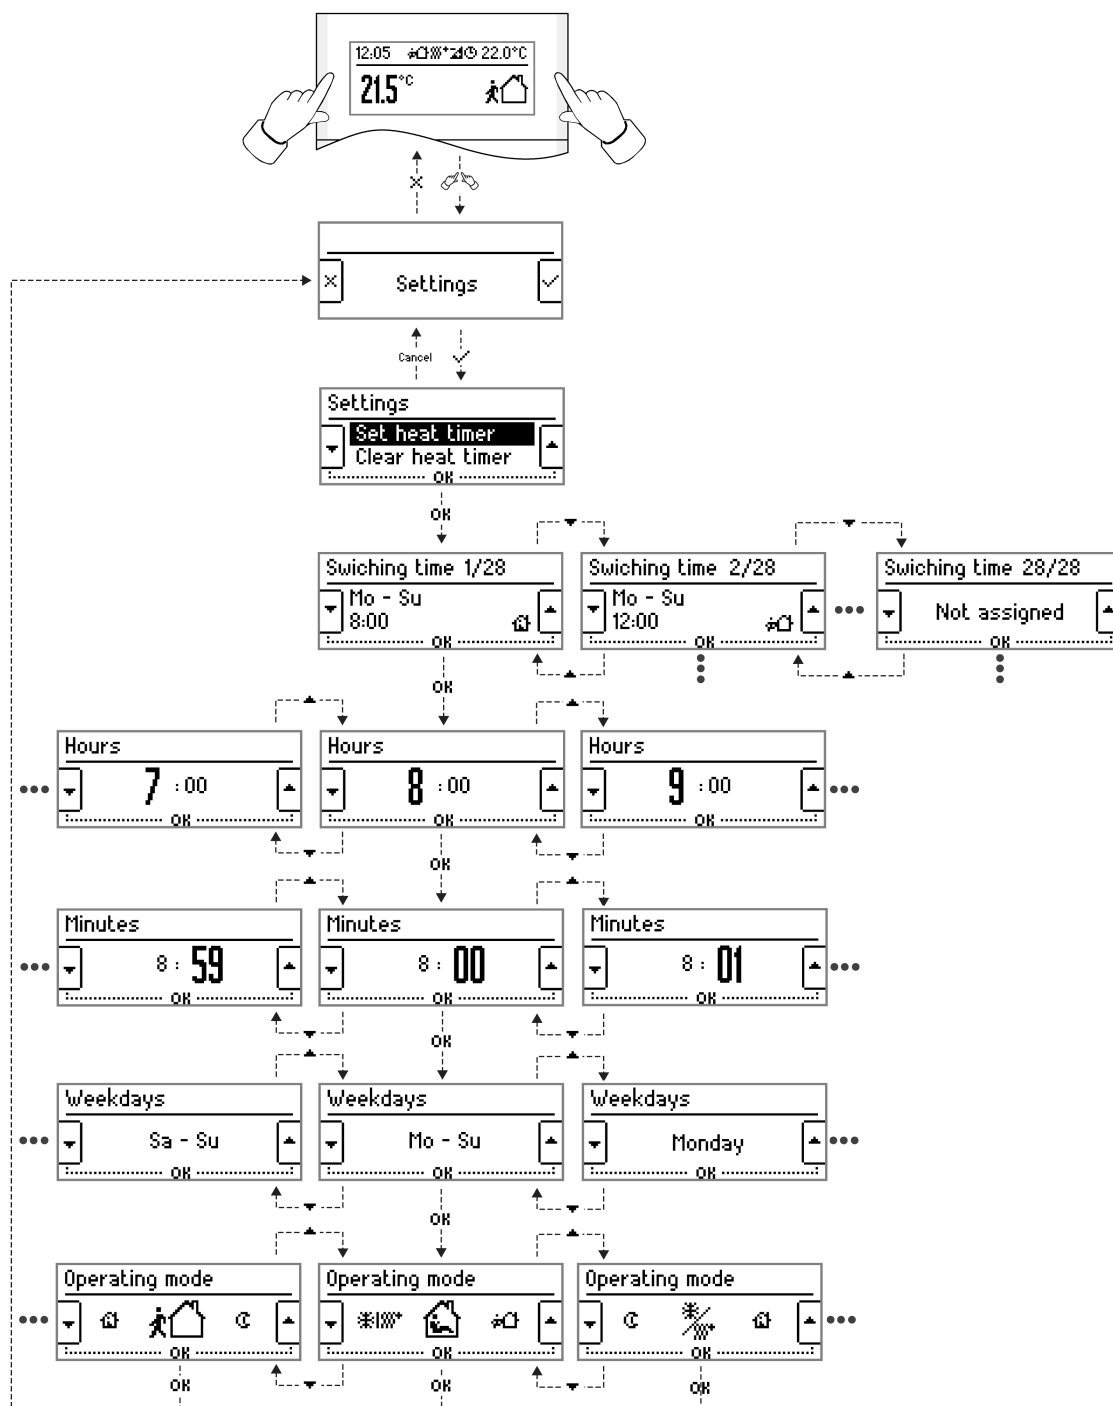 12:05 22.0°C
21.5°C
Settings
Cancel
Settings
Set heat timer
Clear heat timer
OK
OK
Swiching time 1/28
Mo - Su
8:00
OK
Swiching time 2/28
Mo - Su
12:00
OK
Swiching time 28/28
Not assigned
OK
OK
Hours
7 :00
OK
Hours
8 :00
OK
Hours
9 :00
OK
OK
Minutes
8: 59
OK
Minutes
8: 00
OK
Minutes
8: 01
OK
OK
Weekdays
Sa - Su
OK
Weekdays
Mo - Su
OK
Weekdays
Monday
OK
OK
Operating mode
OK
Operating mode
OK
Operating mode
OK
OK
OK
OK